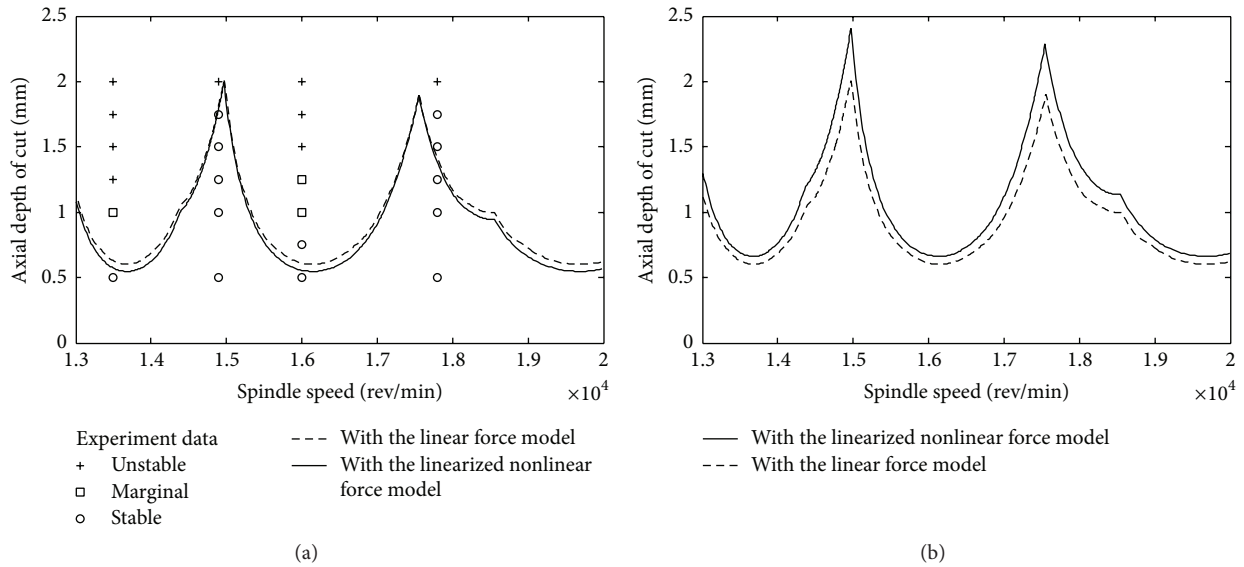 2.5
2
1.5
1
0.5
0
Axial depth of cut (mm)
1.3 1.4 1.5 1.6 1.7 1.8 1.9 2
×10⁴
Spindle speed (rev/min)
Experiment data
+ Unstable
□ Marginal
○ Stable
With the linear force model
With the linearized nonlinear
force model
(a)
2.5
2
1.5
1
0.5
0
Axial depth of cut (mm)
1.3 1.4 1.5 1.6 1.7 1.8 1.9 2
×10⁴
Spindle speed (rev/min)
With the linearized nonlinear force model
With the linear force model
(b)